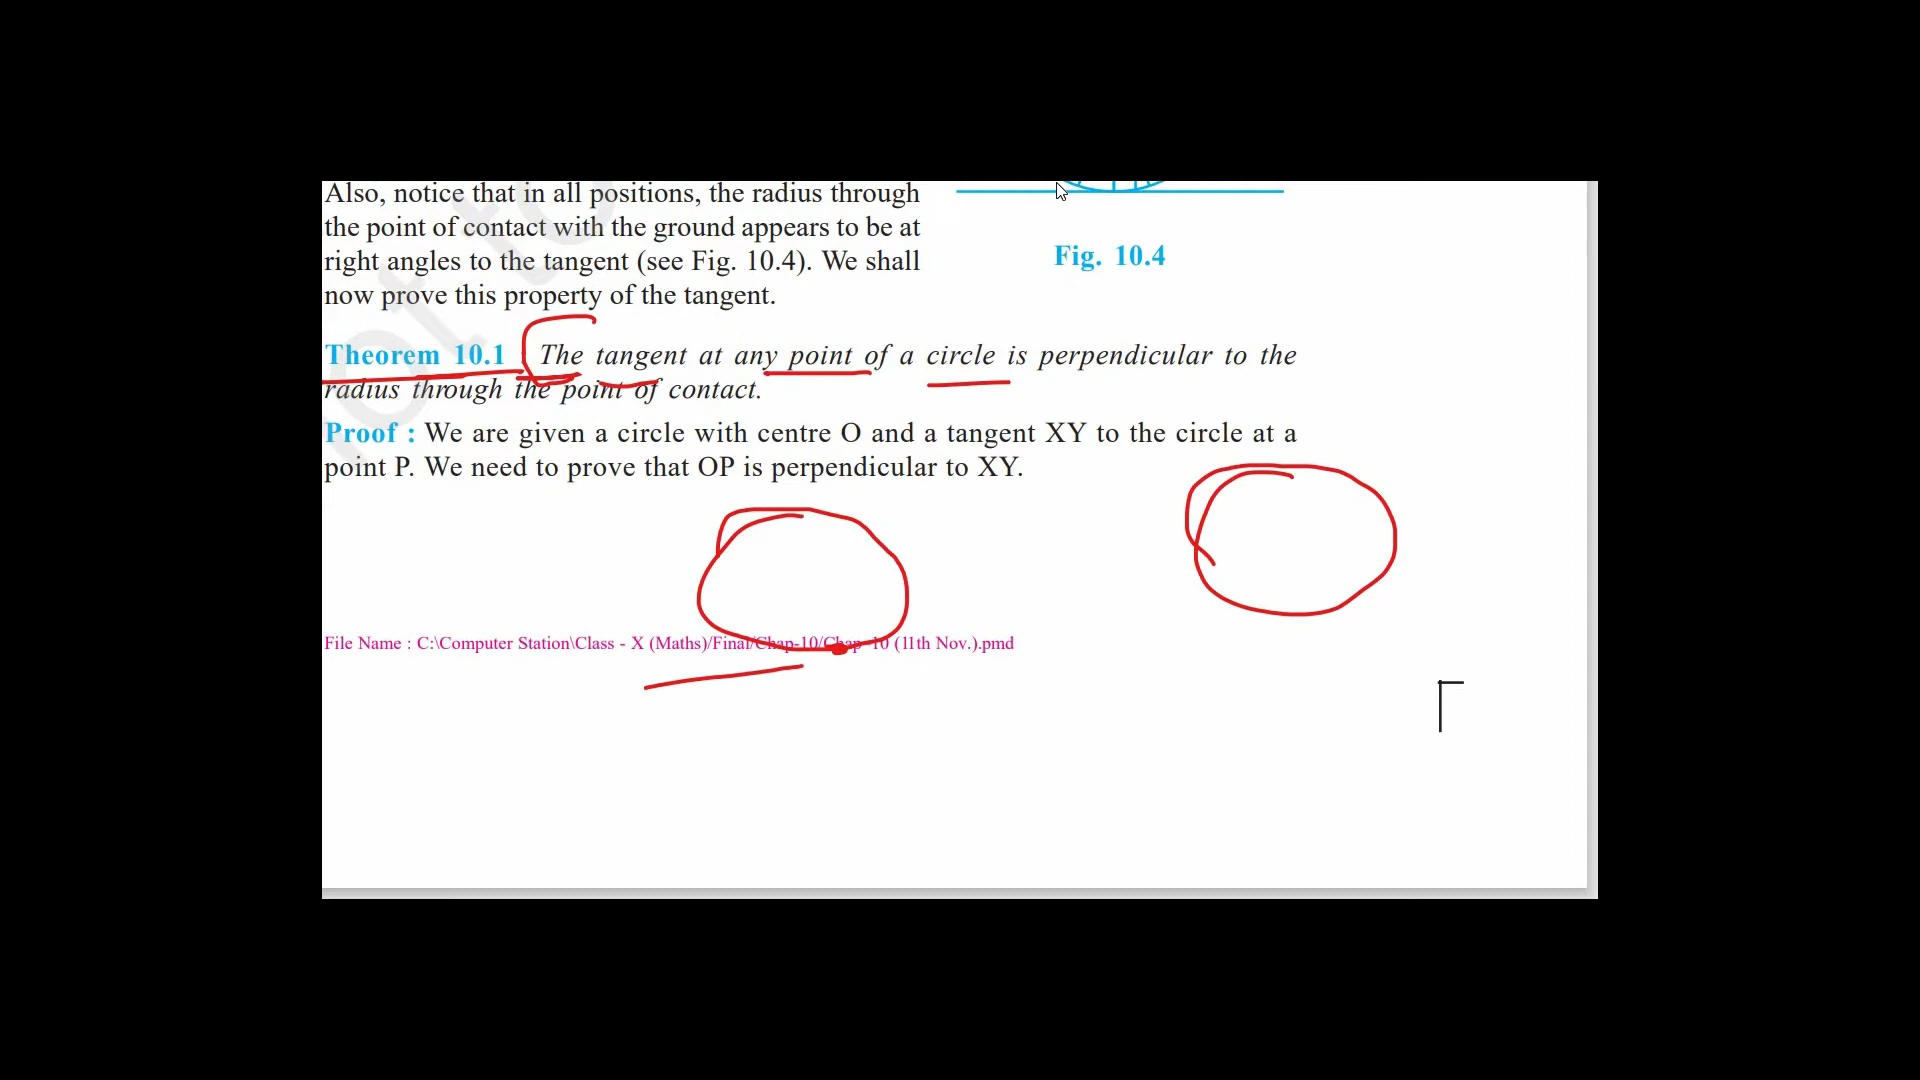 Also, notice that in all positions, the radius through
the point of contact with the ground appears to be at
right angles to the tangent (see Fig. 10.4). We shall
now prove this property of the tangent.
Fig. 10.4
Theorem 10.1 : The tangent at any point of a circle is perpendicular to the
radius through the point of contact.
Proof : We are given a circle with centre O and a tangent XY to the circle at a
point P. We need to prove that OP is perpendicular to XY.
File Name : C:\Computer Station\Class - X (Maths)/Final/Chap-10/Chap-10 (11th Nov.).pmd
not to